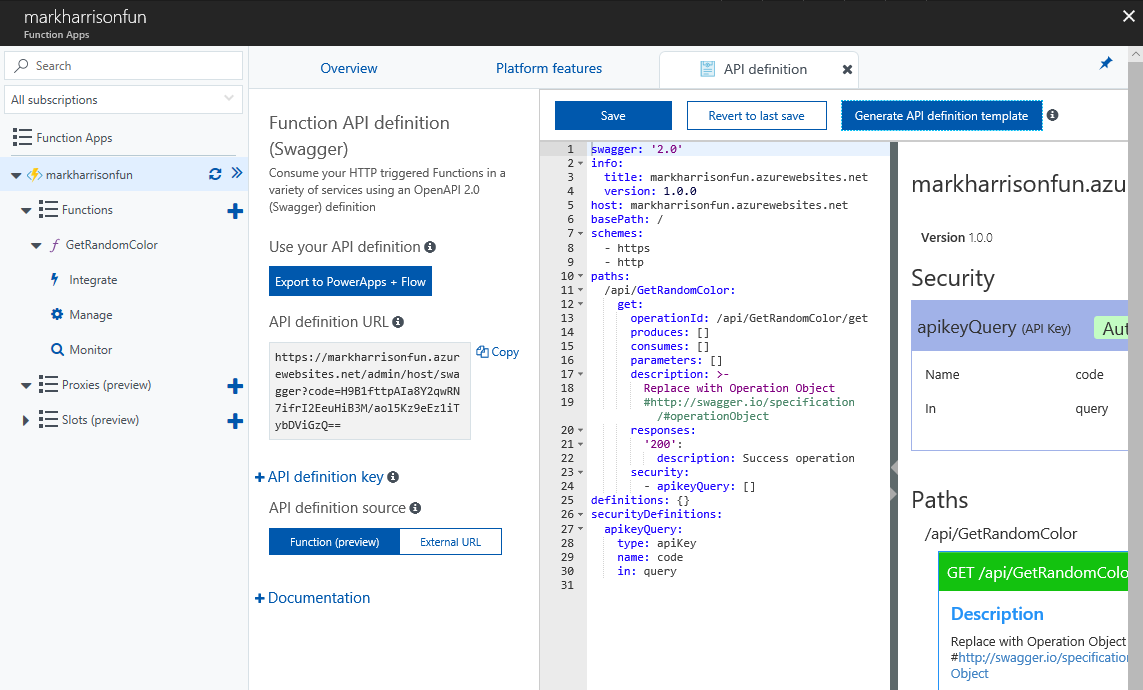 markharrisonfun
Function Apps
Search
All subscriptions
Function Apps
markharrisonfun
Functions
GetRandomColor
Integrate
Manage
Monitor
Proxies (preview)
Slots (preview)
Overview
Platform features
API definition
Function API definition
(Swagger)
Consume your HTTP triggered Functions in a
variety of services using an OpenAPI 2.0
(Swagger) definition
Use your API definition
Export to PowerApps + Flow
API definition URL
https://markharrisonfun.azur
ewebsites.net/admin/host/swa
gger?code=H9B1fttpAIa8Y2qwRN
7ifrI2EeuHiB3M/aol5Kz9eEz1iT
ybDViGzQ==
Copy
API definition key
API definition source
Function (preview)
External URL
Documentation
Save
Revert to last save
Generate API definition template
1 swagger: '2.0'
2 info:
3 title: markharrisonfun.azurewebsites.net
4 version: 1.0.0
5 host: markharrisonfun.azurewebsites.net
6 basePath: /
7 schemes:
8 - https
9 - http
10 paths:
11 /api/GetRandomColor:
12 get:
13 operationId: /api/GetRandomColor/get
14 produces: []
15 consumes: []
16 parameters: []
17 description: >-
18 Replace with Operation Object
19 #http://swagger.io/specification
/#operationObject
20 responses:
21 '200':
22 description: Success operation
23 security:
24 - apikeyQuery: []
25 definitions: {}
26 securityDefinitions:
27 apikeyQuery:
28 type: apiKey
29 name: code
30 in: query
31
markharrisonfun.azu
Version 1.0.0
Security
apikeyQuery (API Key) Aut
Name code
In query
Paths
/api/GetRandomColor
GET /api/GetRandomColo
Description
Replace with Operation Object
#http://swagger.io/specification
Object